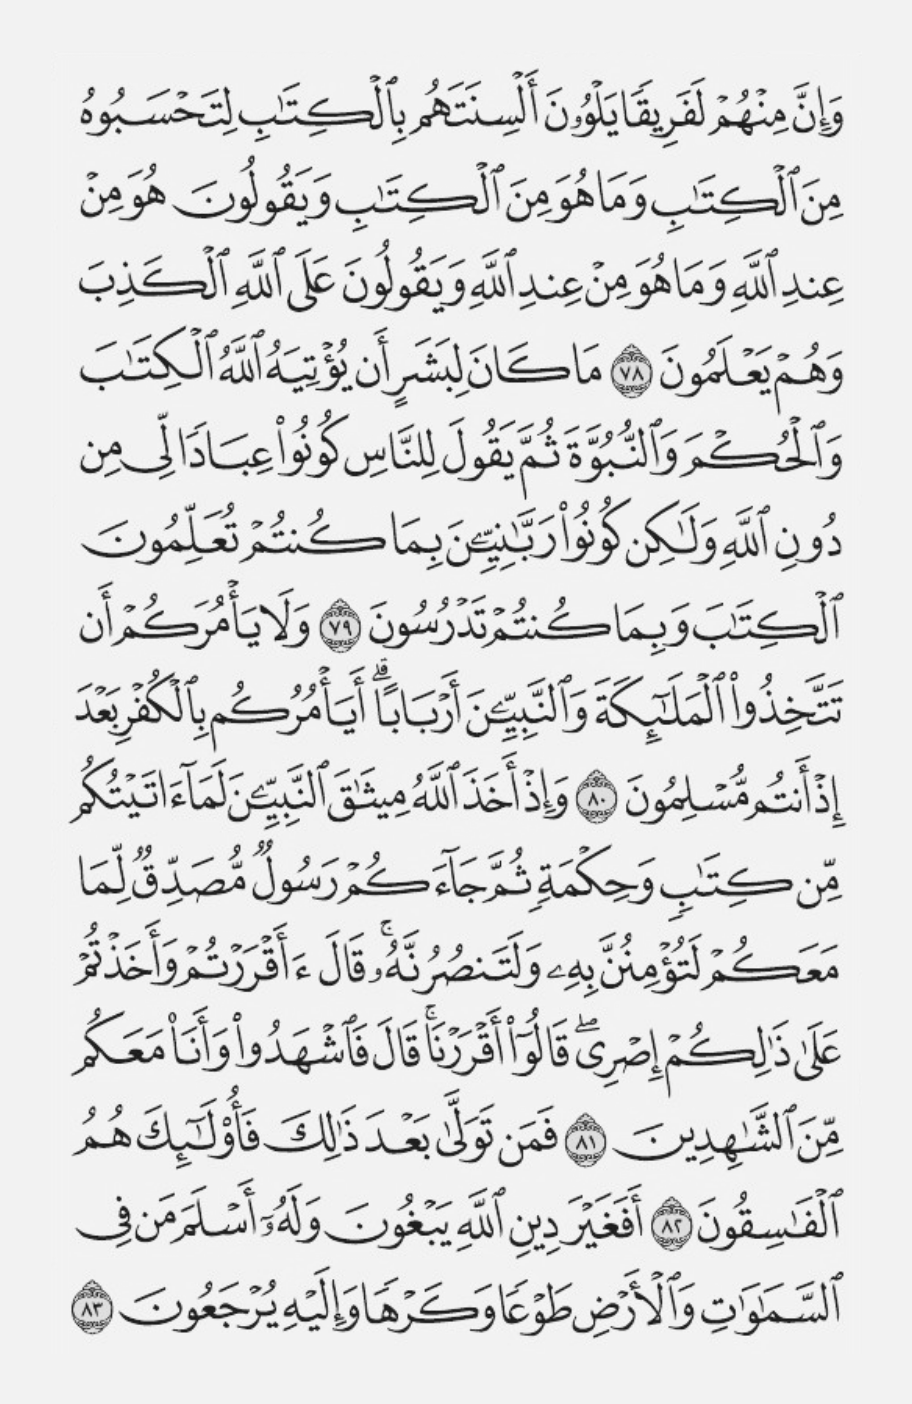 وَإِنَّ مِنْهُمْ لَفَرِيقًا يَلْوُۥنَ أَلْسِنَتَهُم بِٱلْكِتَٰبِ لِتَحْسَبُوهُ
مِنَ ٱلْكِتَٰبِ وَمَا هُوَ مِنَ ٱلْكِتَٰبِ وَيَقُولُونَ هُوَ مِنْ
عِندِ ٱللَّهِ وَمَا هُوَ مِنْ عِندِ ٱللَّهِ وَيَقُولُونَ عَلَى ٱللَّهِ ٱلْكَذِبَ
وَهُمْ يَعْلَمُونَ ٧٨ مَا كَانَ لِبَشَرٍ أَن يُؤْتِيَهُ ٱللَّهُ ٱلْكِتَٰبَ
وَٱلْحُكْمَ وَٱلنُّبُوَّةَ ثُمَّ يَقُولَ لِلنَّاسِ كُونُوا۟ عِبَادًا لِّى مِن
دُونِ ٱللَّهِ وَلَٰكِن كُونُوا۟ رَبَّٰنِيِّۦنَ بِمَا كُنتُمْ تُعَلِّمُونَ
ٱلْكِتَٰبَ وَبِمَا كُنتُمْ تَدْرُسُونَ ٧٩ وَلَا يَأْمُرَكُمْ أَن
تَتَّخِذُوا۟ ٱلْمَلَٰٓئِكَةَ وَٱلنَّبِيِّۦنَ أَرْبَابًا ۗ أَيَأْمُرُكُم بِٱلْكُفْرِ بَعْدَ
إِذْ أَنتُم مُّسْلِمُونَ ٨٠ وَإِذْ أَخَذَ ٱللَّهُ مِيثَٰقَ ٱلنَّبِيِّۦنَ لَمَآ ءَاتَيْتُكُم
مِّن كِتَٰبٍ وَحِكْمَةٍ ثُمَّ جَآءَكُمْ رَسُولٌ مُّصَدِّقٌ لِّمَا
مَعَكُمْ لَتُؤْمِنُنَّ بِهِۦ وَلَتَنصُرُنَّهُۥ ۚ قَالَ ءَأَقْرَرْتُمْ وَأَخَذْتُمْ
عَلَىٰ ذَٰلِكُمْ إِصْرِى ۖ قَالُوٓا۟ أَقْرَرْنَا ۚ قَالَ فَٱشْهَدُوا۟ وَأَنَا۠ مَعَكُم
مِّنَ ٱلشَّٰهِدِينَ ٨١ فَمَن تَوَلَّىٰ بَعْدَ ذَٰلِكَ فَأُو۟لَٰٓئِكَ هُمُ
ٱلْفَٰسِقُونَ ٨٢ أَفَغَيْرَ دِينِ ٱللَّهِ يَبْغُونَ وَلَهُۥٓ أَسْلَمَ مَن فِى
ٱلسَّمَٰوَٰتِ وَٱلْأَرْضِ طَوْعًا وَكَرْهًا وَإِلَيْهِ يُرْجَعُونَ ٨٣